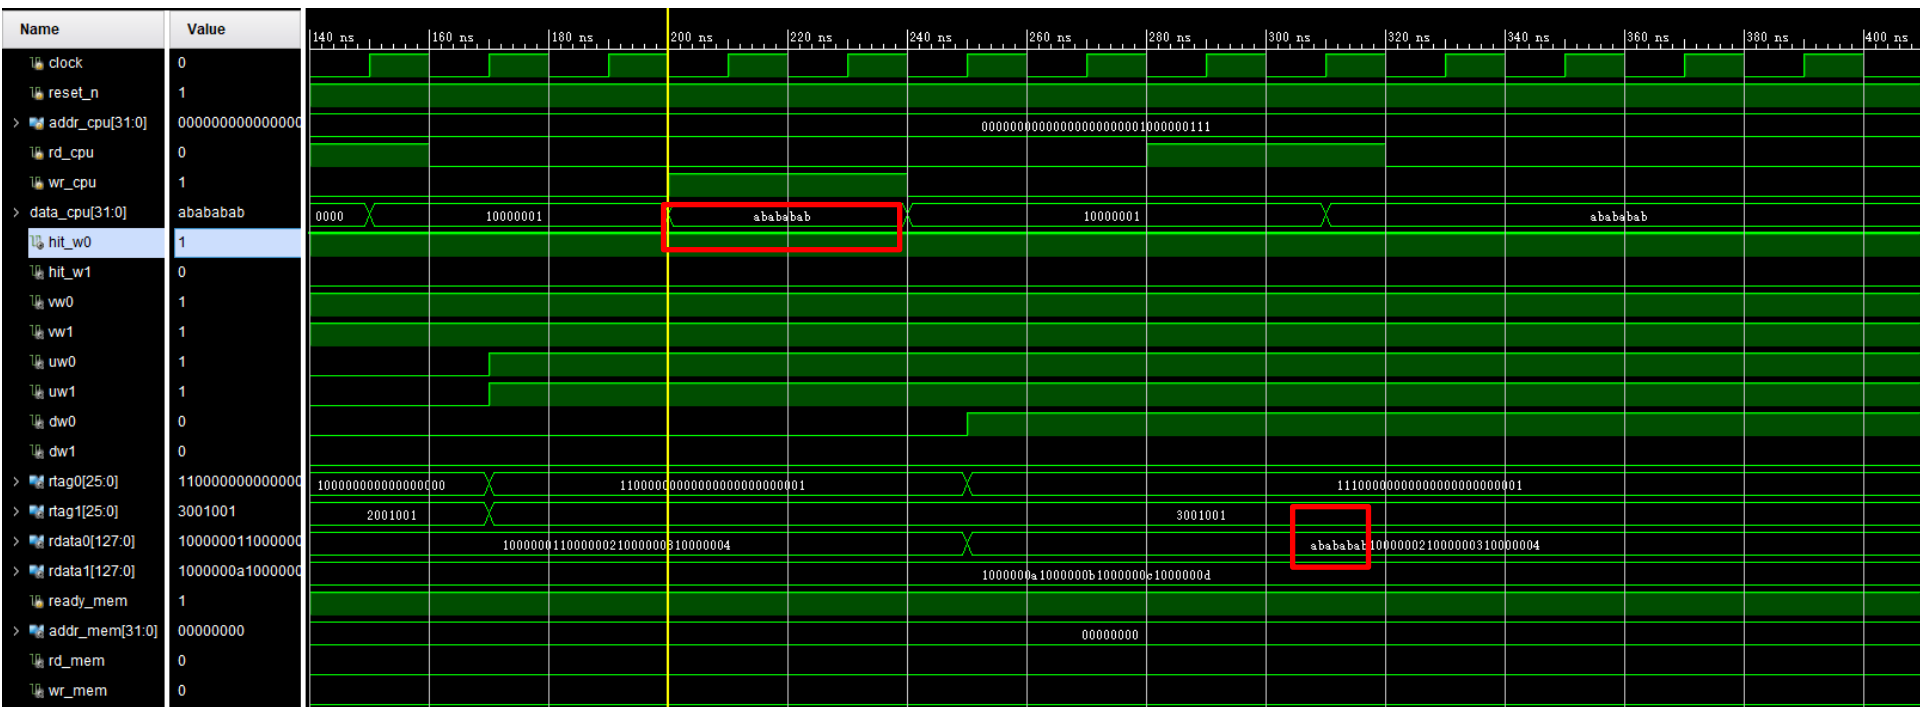 Name Value
140 ns 160 ns 180 ns 200 ns 220 ns 240 ns 260 ns 280 ns 300 ns 320 ns 340 ns 360 ns 380 ns 400 ns
clock 0
reset_n 1
addr_cpu[31:0] 000000000000000 00000000000000000000001000000111
rd_cpu 0
wr_cpu 1
data_cpu[31:0] abababab 0000 10000001 abababab 10000001 abababab
hit_w0 1
hit_w1 0
vw0 1
vw1 1
uw0 1
uw1 1
dw0 0
dw1 0
rtag0[25:0] 110000000000000 100000000000000000000 11000000000000000000000001 11100000000000000000000001
rtag1[25:0] 3001001 2001001 3001001
rdata0[127:0] 100000011000000 10000001100000021000000310000004 abababab100000021000000310000004
rdata1[127:0] 1000000a1000000 1000000a1000000b1000000c1000000d
ready_mem 1
addr_mem[31:0] 00000000 00000000
rd_mem 0
wr_mem 0